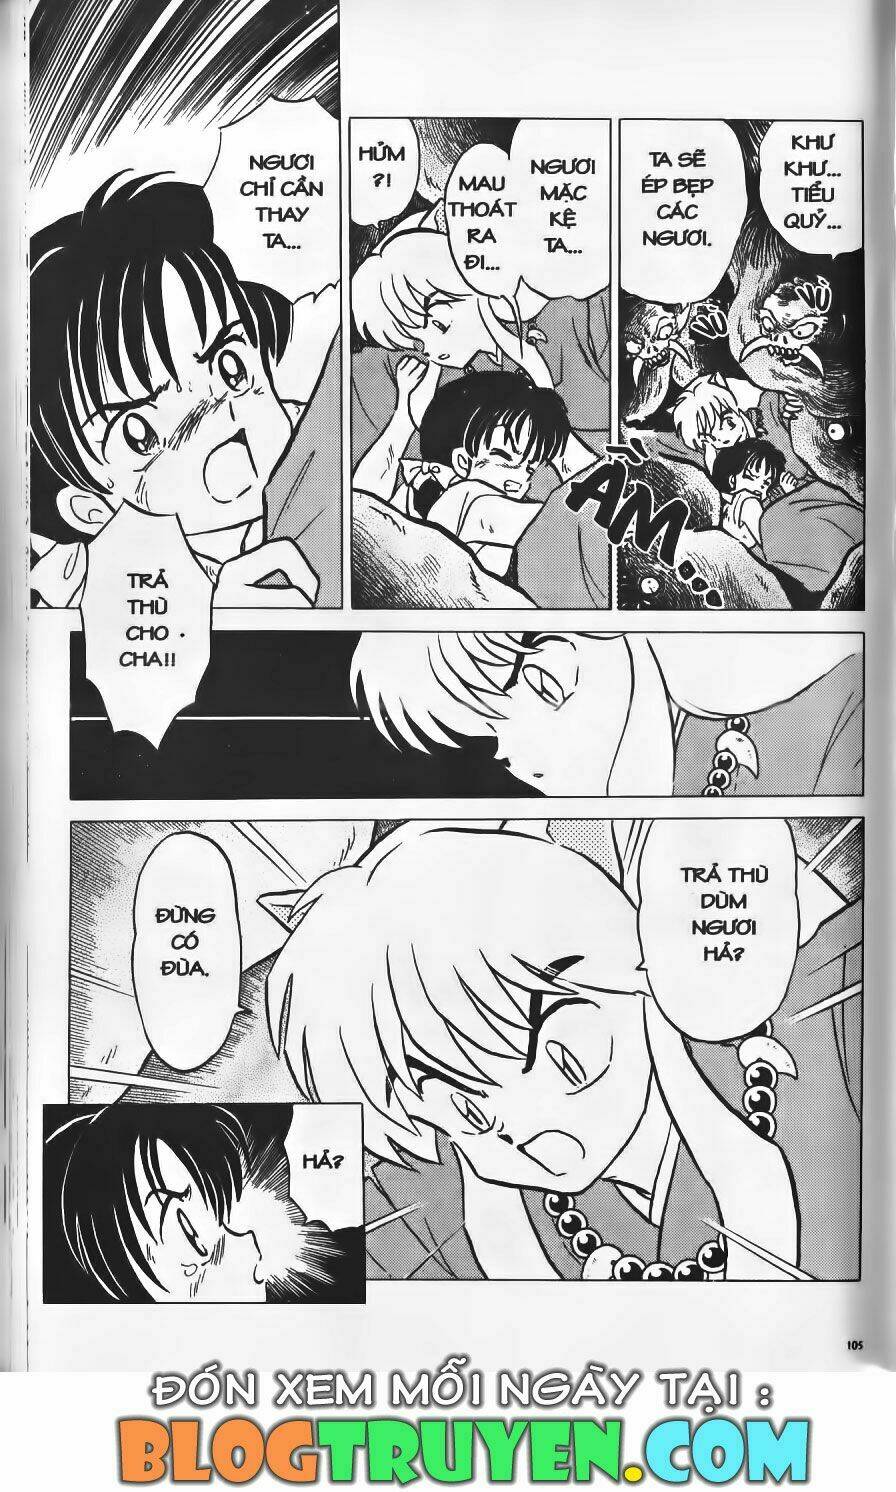 KHƯ
KHƯ...
TIỂU
QUỶ...
TA SẼ
ÉP BẸP
CÁC
NGƯƠI.
VÙ
VÙ
NGƯƠI
MẶC
KỆ
TA...
MAU
THOÁT
RA
ĐI...
HỬM
?!
ẦM...
NGƯƠI
CHỈ CẦN
THAY
TA...
TRẢ
THÙ
CHO
CHA!!
TRẢ THÙ
DÙM
NGƯƠI
HẢ?
ĐỪNG
CÓ
ĐÙA.
HẢ?
105
ĐÓN XEM MỖI NGÀY TẠI :
BLOGTRUYEN.COM